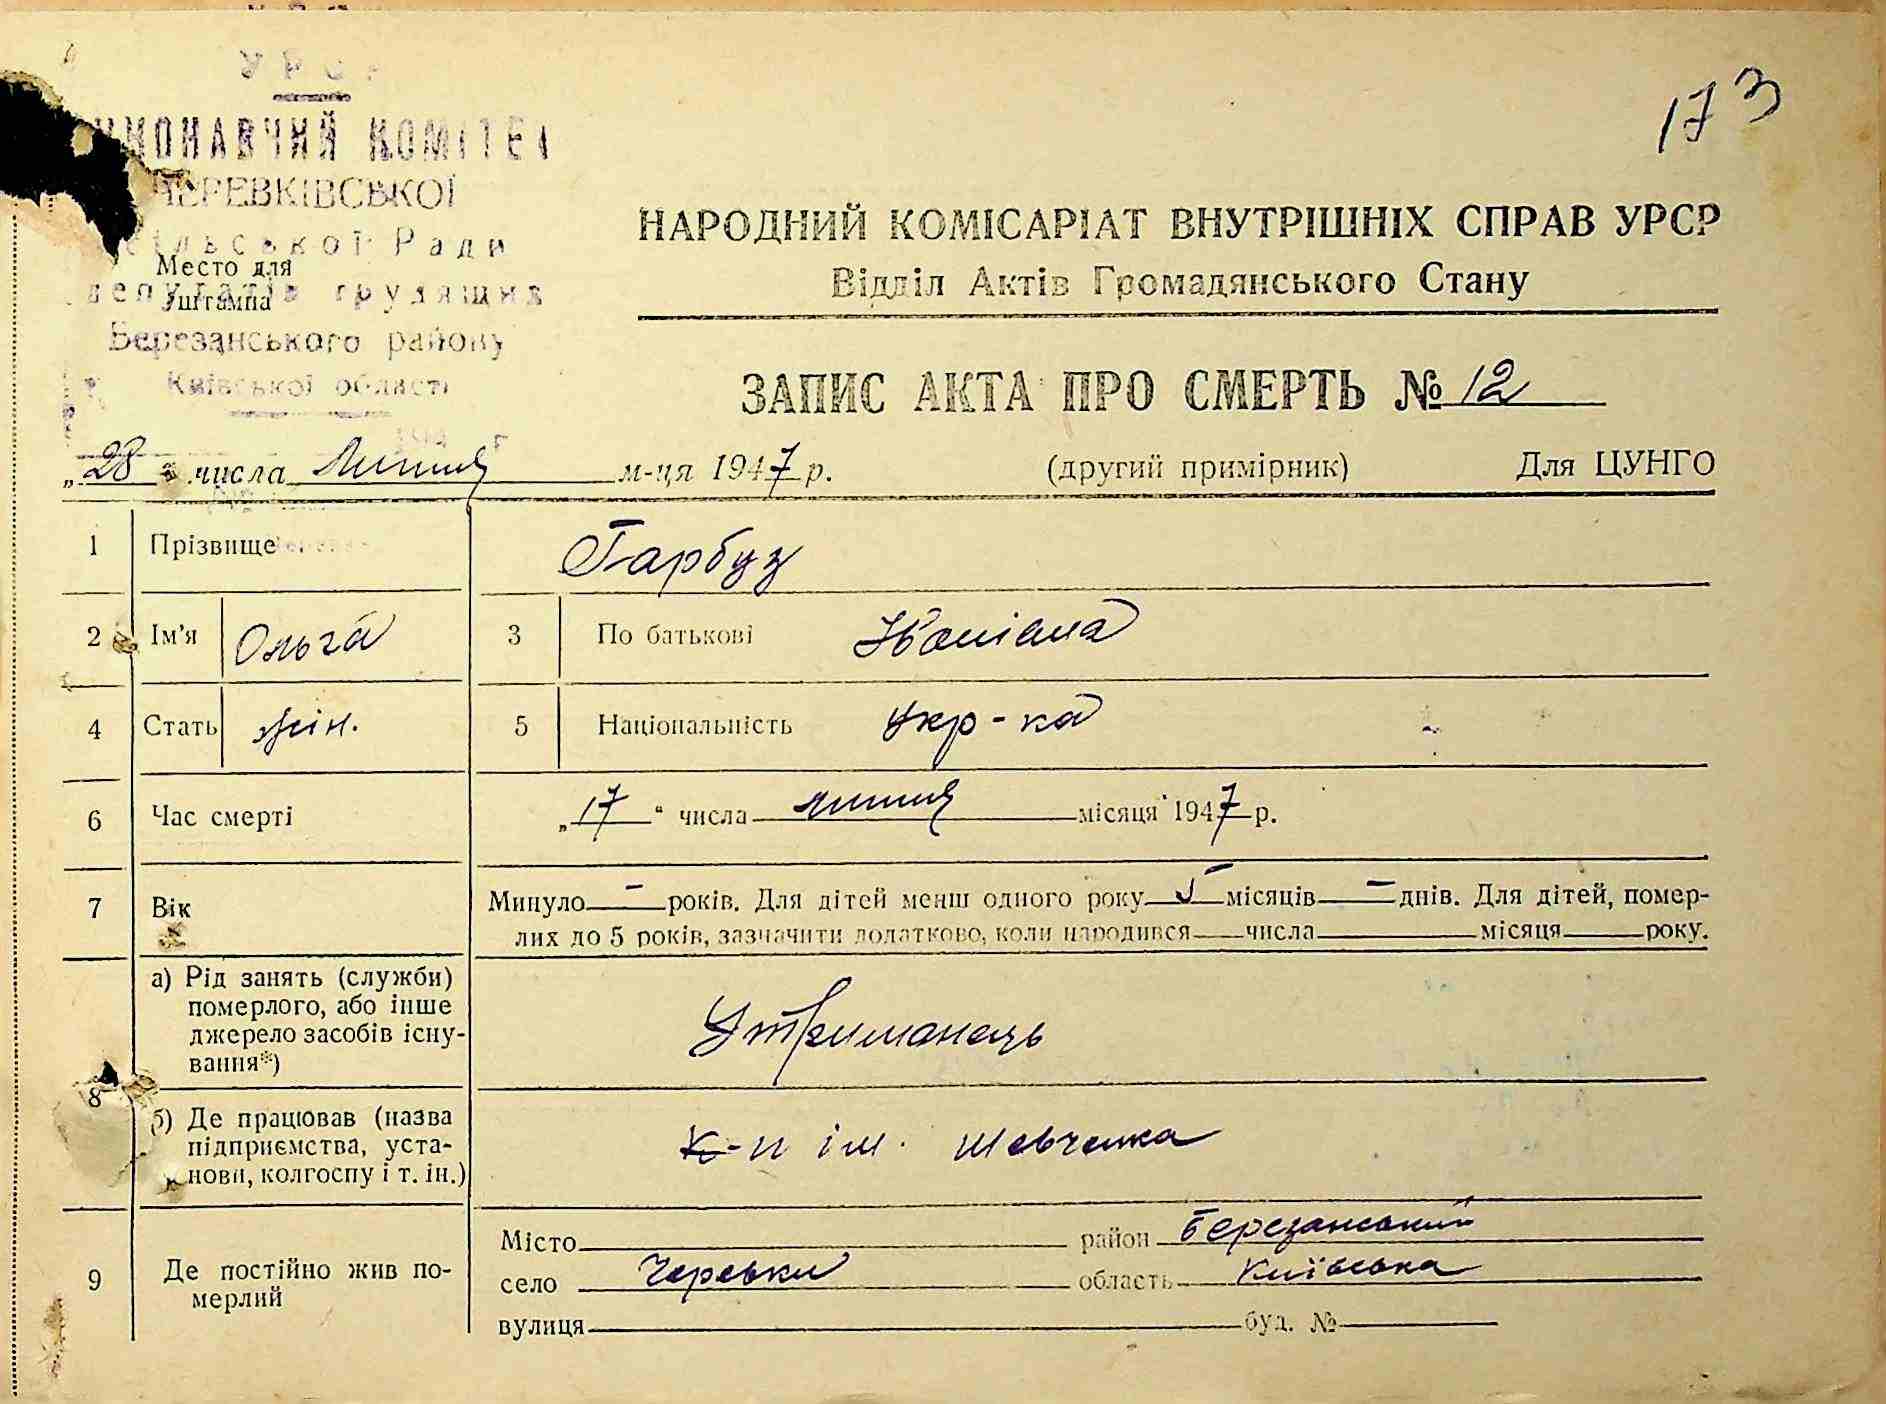 173
УРСР
ВИКОНАВЧИЙ КОМІТЕТ
ЧЕРЕВКІВСЬКОЇ
сільської Ради
депутатів трудящих
Березанського району
Київської області
Место для
штампа
НАРОДНИЙ КОМІСАРІАТ ВНУТРІШНІХ СПРАВ УРСР
Відділ Актів Громадянського Стану
ЗАПИС АКТА ПРО СМЕРТЬ № 12
„28" числа Липня м-ця 1947 р. (другий примірник) Для ЦУНГО
1 Прізвище Гарбуз
2 Ім'я Ольга 3 По батькові
4 Стать жін. 5 Національність Укр-ка
6 Час смерті „17" числа липня місяця 1947 р.
7 Вік Минуло — років. Для дітей менш одного року 5 місяців — днів. Для дітей, помер-
лих до 5 років, зазначити додатково, коли народився числа місяця року.
8 а) Рід занять (служби)
померлого, або інше
джерело засобів існу-
вання*)
Утриманець
б) Де працював (назва
підприємства, уста-
нови, колгоспу і т. ін.)
к-п ім. Шевченка
9 Де постійно жив по-
мерлий
Місто район Березанський
село Черевки область Київська
вулиця буд. №